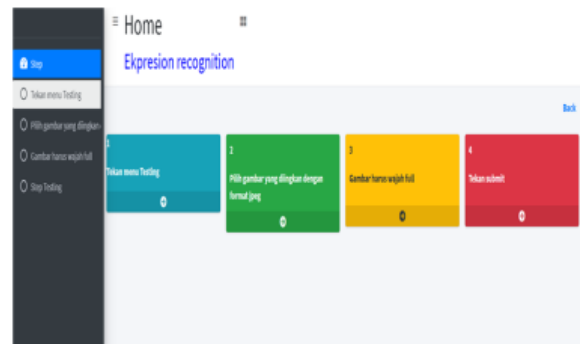 Home
Ekpresion recognition
Step
Tekan menu Testing
Pilih gambar yang diingkan
Gambar harus wajah full
Step Testing
Back
1
Tekan menu Testing
2
Pilih gambar yang diingkan dengan
format jpeg
3
Gambar harus wajah full
4
Tekan submit